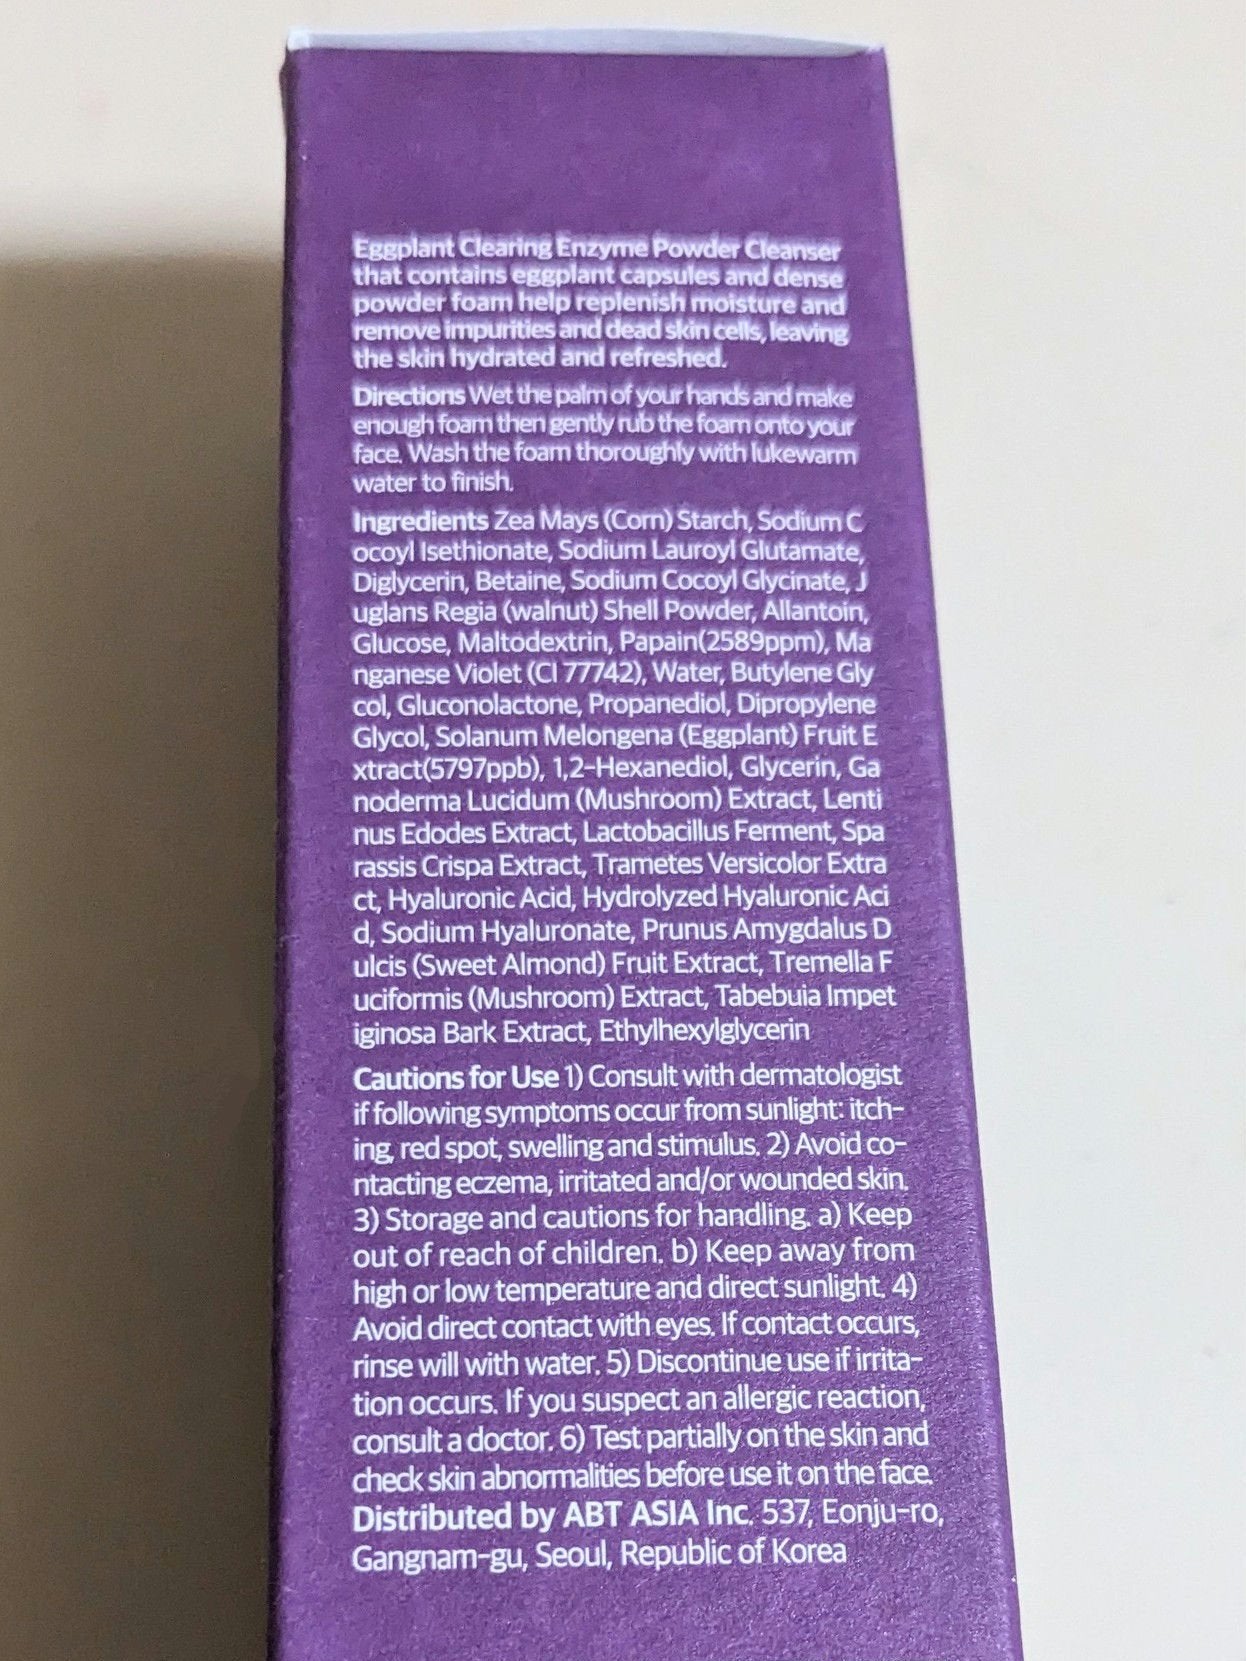 Eggplant Clearing Enzyme Powder Cleanser
that contains eggplant capsules and dense
powder foam help replenish moisture and
remove impurities and dead skin cells, leaving
the skin hydrated and refreshed.
Directions Wet the palm of your hands and make
enough foam then gently rub the foam onto your
face. Wash the foam thoroughly with lukewarm
water to finish.
Ingredients Zea Mays (Corn) Starch, Sodium C
ocoyl Isethionate, Sodium Lauroyl Glutamate,
Diglycerin, Betaine, Sodium Cocoyl Glycinate, J
uglans Regia (walnut) Shell Powder, Allantoin,
Glucose, Maltodextrin, Papain(2589ppm), Ma
nganese Violet (CI 77742), Water, Butylene Gly
col, Gluconolactone, Propanediol, Dipropylene
Glycol, Solanum Melongena (Eggplant) Fruit E
xtract(5797ppb), 1,2-Hexanediol, Glycerin, Ga
noderma Lucidum (Mushroom) Extract, Lenti
nus Edodes Extract, Lactobacillus Ferment, Spa
rassis Crispa Extract, Trametes Versicolor Extra
ct, Hyaluronic Acid, Hydrolyzed Hyaluronic Aci
d, Sodium Hyaluronate, Prunus Amygdalus D
ulcis (Sweet Almond) Fruit Extract, Tremella F
uciformis (Mushroom) Extract, Tabebuia Impet
iginosa Bark Extract, Ethylhexylglycerin
Cautions for Use 1) Consult with dermatologist
if following symptoms occur from sunlight: itch-
ing, red spot, swelling and stimulus. 2) Avoid co-
ntacting eczema, irritated and/or wounded skin.
3) Storage and cautions for handling. a) Keep
out of reach of children. b) Keep away from
high or low temperature and direct sunlight. 4)
Avoid direct contact with eyes. If contact occurs,
rinse will with water. 5) Discontinue use if irrita-
tion occurs. If you suspect an allergic reaction,
consult a doctor. 6) Test partially on the skin and
check skin abnormalities before use it on the face.
Distributed by ABT ASIA Inc. 537, Eonju-ro,
Gangnam-gu, Seoul, Republic of Korea